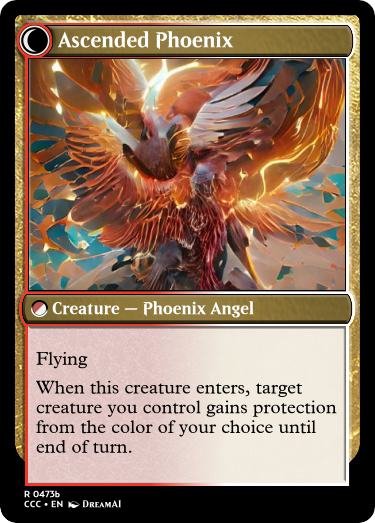 Ascended Phoenix
Creature — Phoenix Angel
Flying
When this creature enters, target
creature you control gains protection
from the color of your choice until
end of turn.
R 0473b
CCC • EN DreamAI